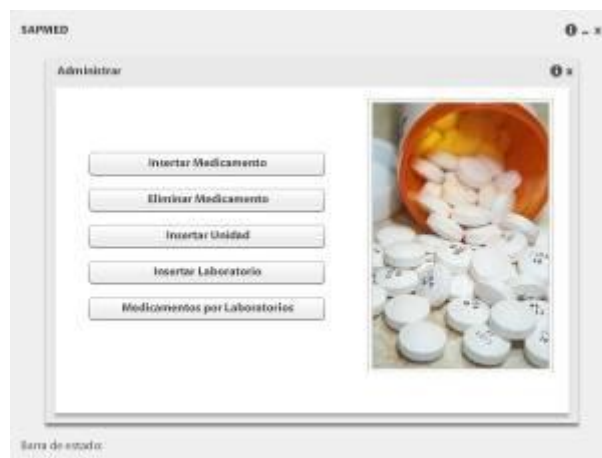 SAPMED
Administrar
Insertar Medicamento
Eliminar Medicamento
Insertar Unidad
Insertar Laboratorio
Medicamentos por Laboratorios
Barra de estado: